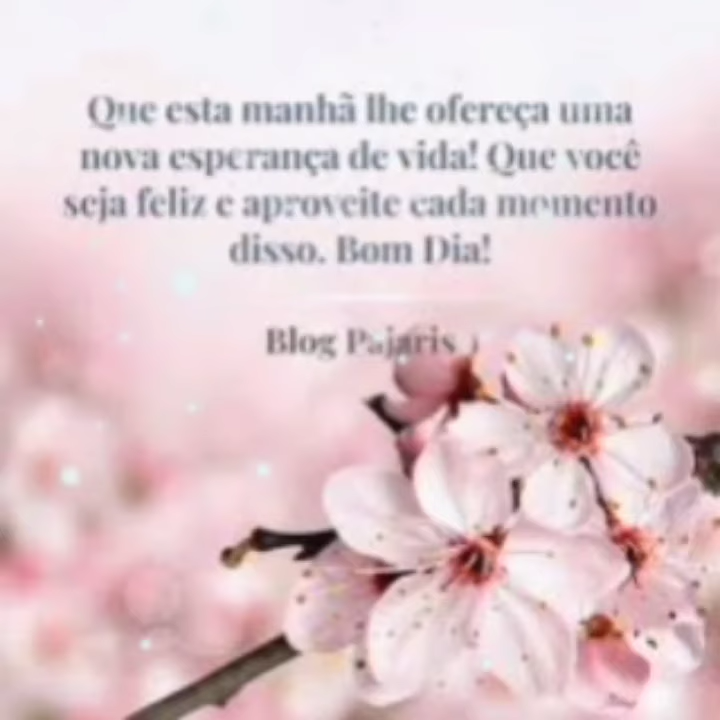 Que esta manhã lhe ofereça uma
nova esperança de vida! Que você
seja feliz e aproveite cada momento
disso. Bom Dia!
Blog Pajaris